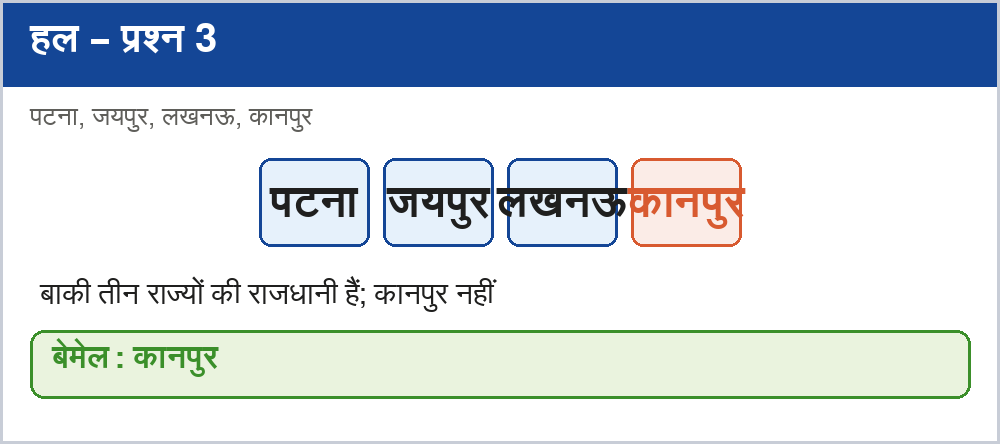 हल – प्रश्न 3
पटना, जयपुर, लखनऊ, कानपुर
पटना जयपुर लखनऊ कानपुर
बाकी तीन राज्यों की राजधानी हैं; कानपुर नहीं
बेमेल : कानपुर